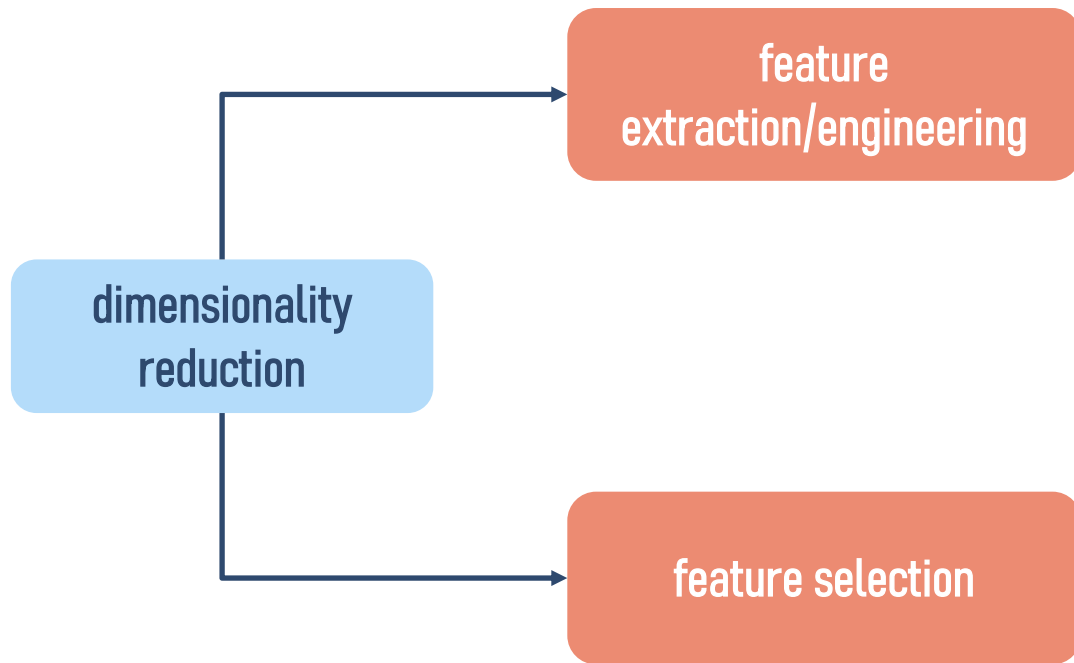 feature
extraction/engineering
dimensionality
reduction
feature selection